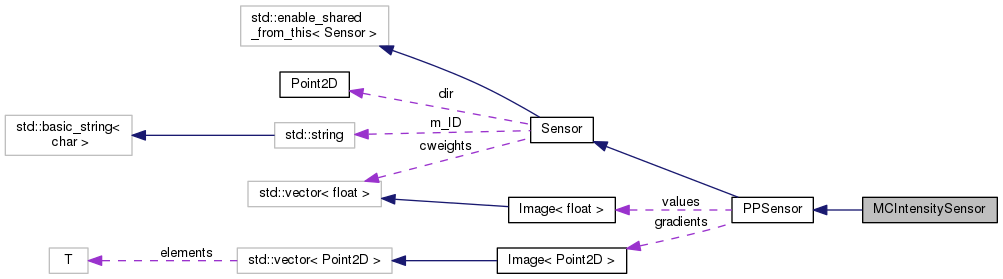 std::enable_shared
_from_this< Sensor >
Point2D
dir
std::basic_string<
char >
std::string
m_ID
Sensor
cweights
std::vector< float >
Image< float >
values
PPSensor
MCIntensitySensor
gradients
T
elements
std::vector< Point2D >
Image< Point2D >